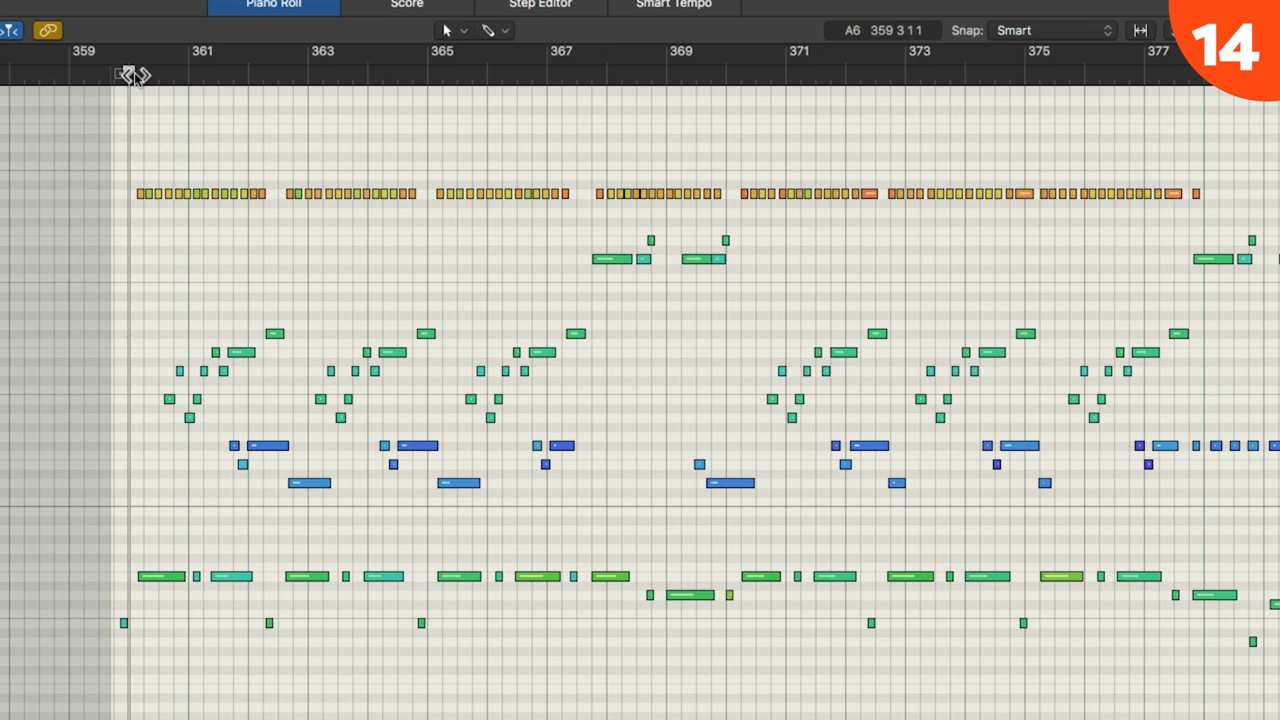 Piano Roll Score Step Editor Smart Tempo
A6 359 3 1 1 Snap: Smart
14
359 361 363 365 367 369 371 373 375 377